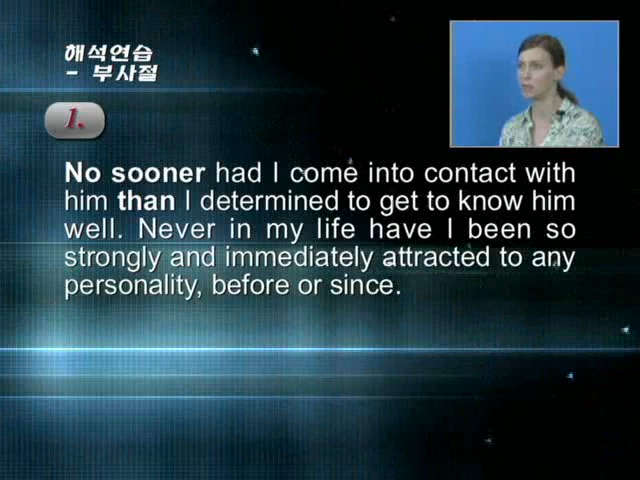 해석연습
- 부사절
1.
No sooner had I come into contact with
him than I determined to get to know him
well. Never in my life have I been so
strongly and immediately attracted to any
personality, before or since.